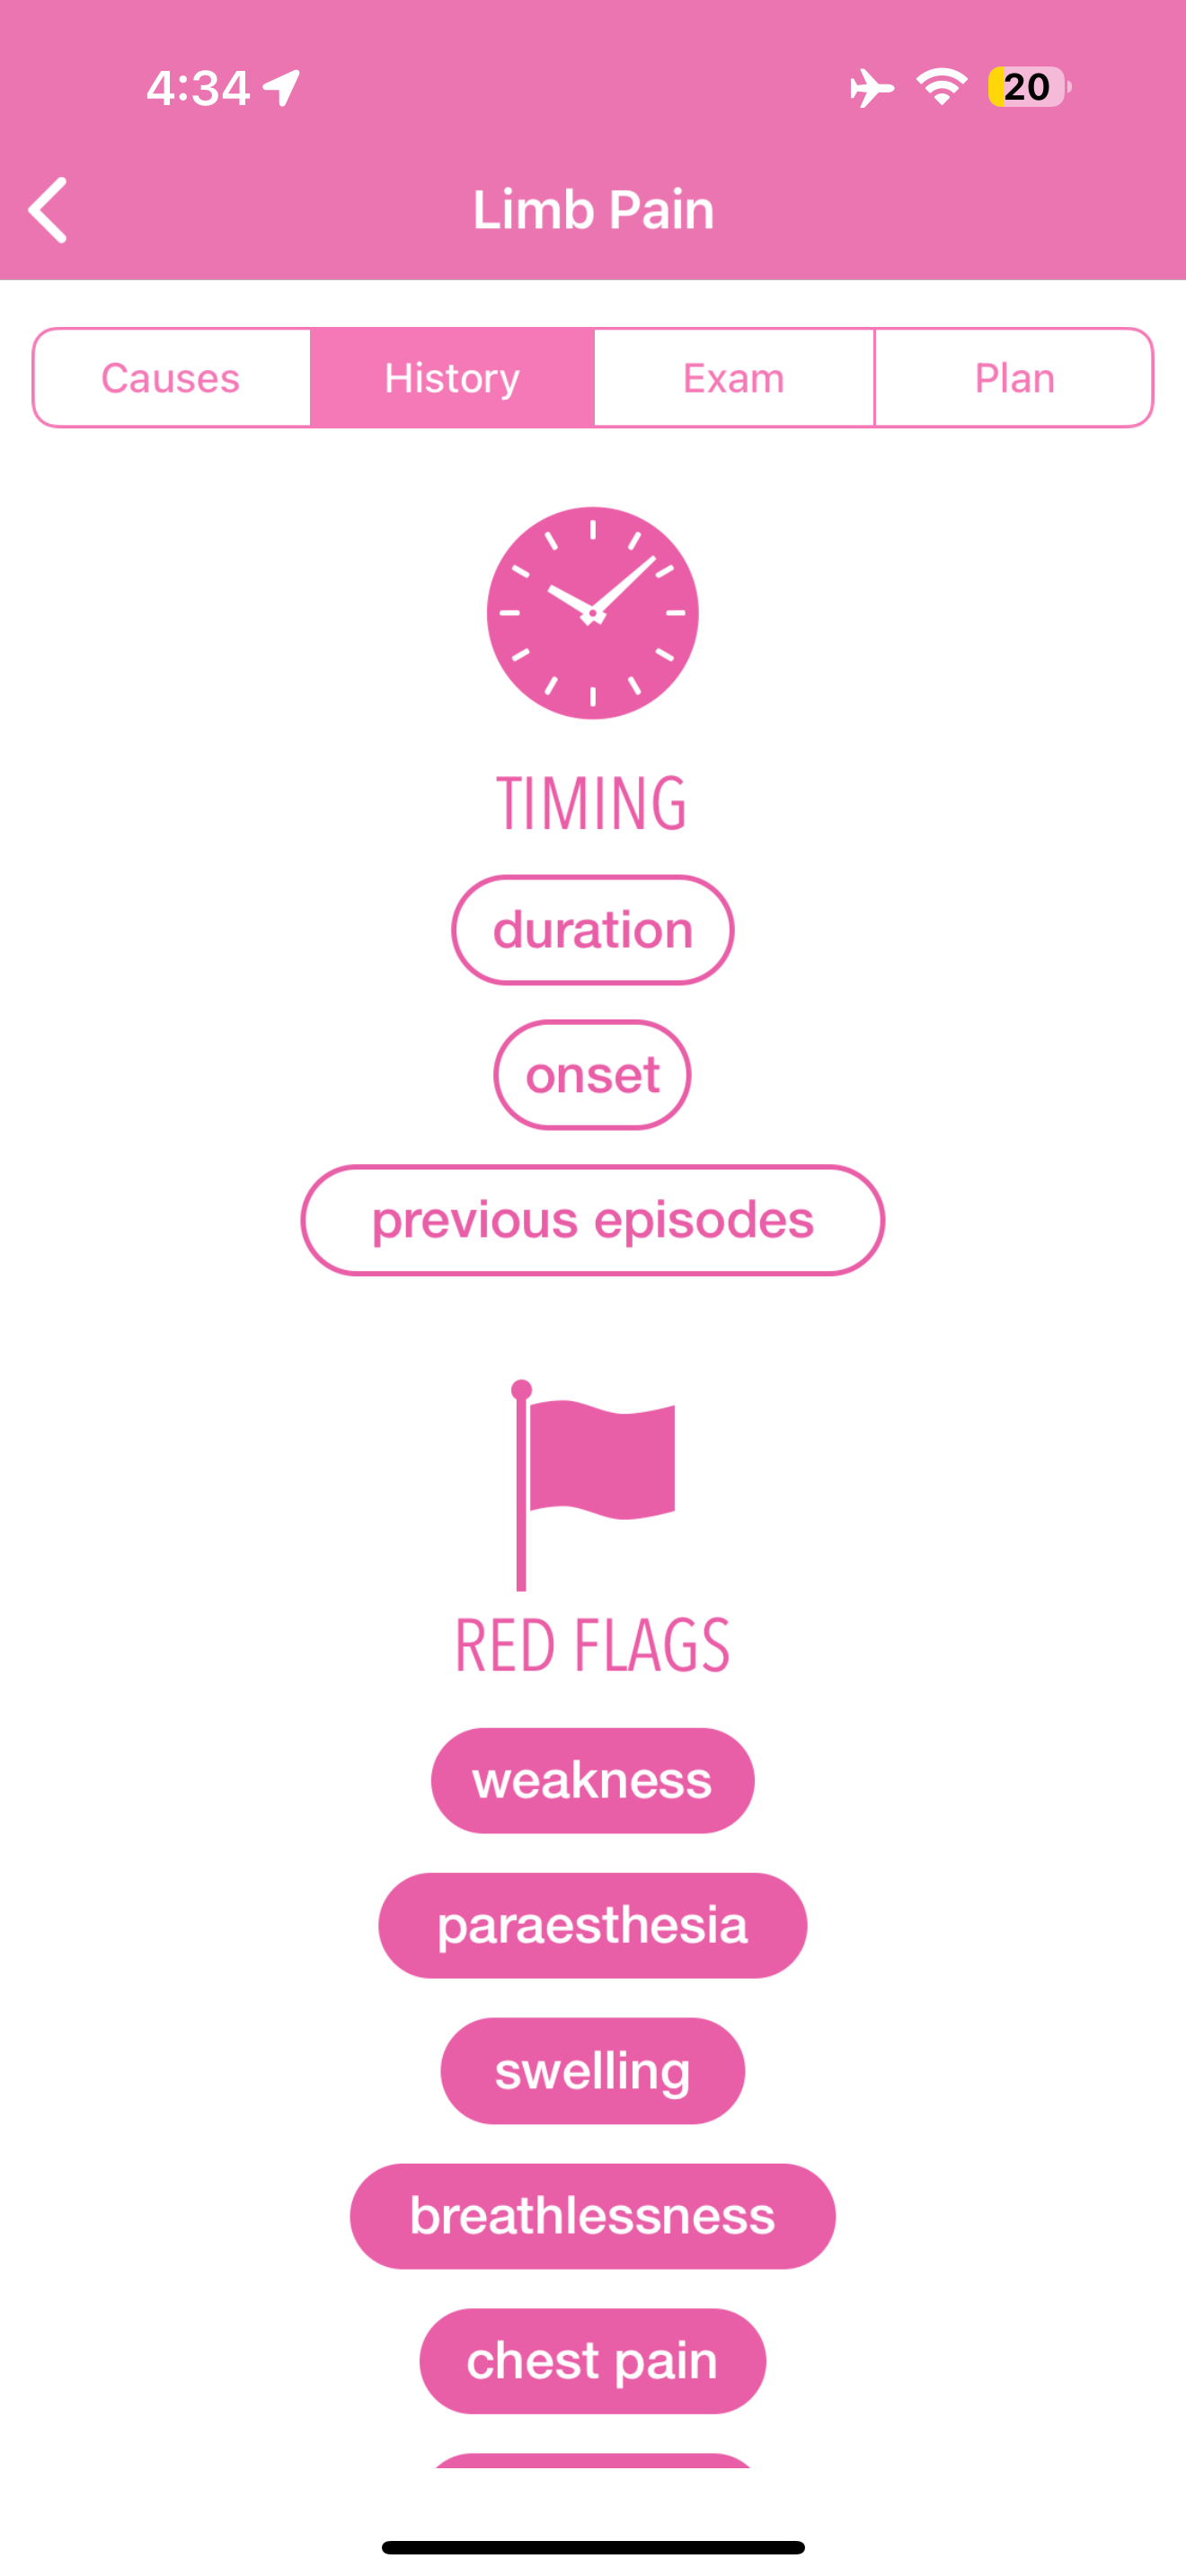 4:34
20
Limb Pain
Causes
History
Exam
Plan
TIMING
duration
onset
previous episodes
RED FLAGS
weakness
paraesthesia
swelling
breathlessness
chest pain